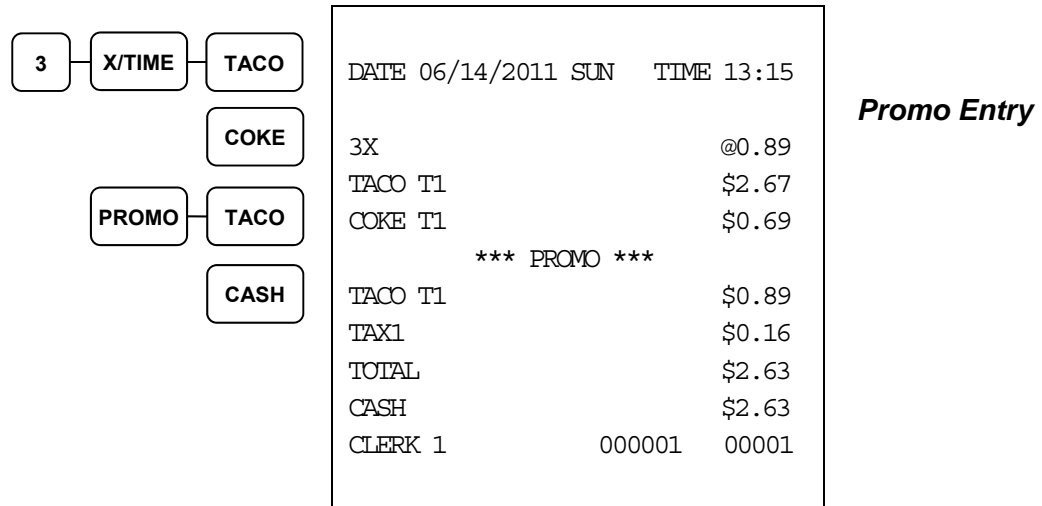 3 X/TIME TACO
COKE
PROMO TACO
CASH
DATE 06/14/2011 SUN TIME 13:15
3X @0.89
TACO T1 $2.67
COKE T1 $0.69
*** PROMO ***
TACO T1 $0.89
TAX1 $0.16
TOTAL $2.63
CASH $2.63
CLERK 1 000001 00001
Promo Entry